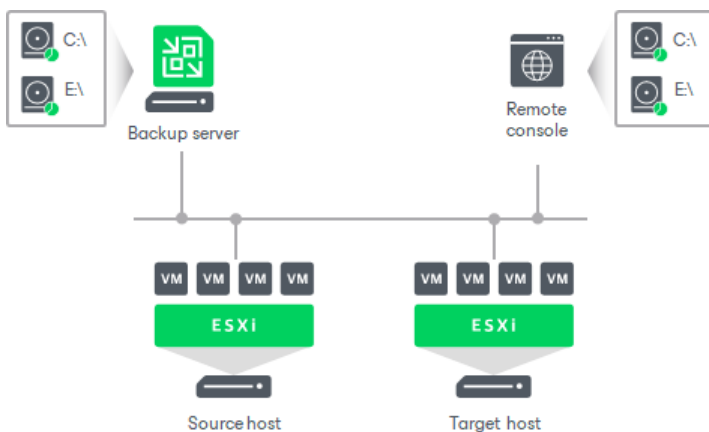 C:\
E:\
C:\
E:\
Backup server
Remote
console
VM VM VM VM
VM VM VM VM
ESXi
ESXi
Source host
Target host